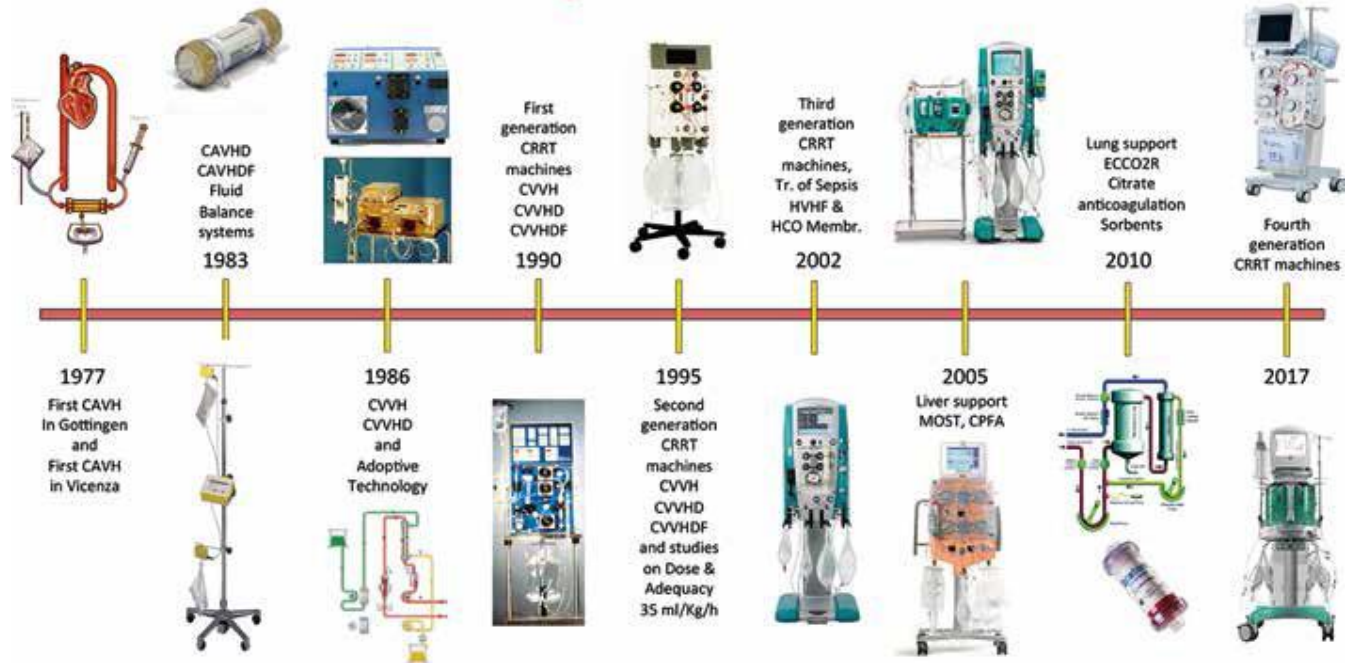 CAVHD
CAVHDF
Fluid
Balance
systems
1983
First
generation
CRRT
machines
CVVH
CVVHD
CVVHDF
1990
Third
generation
CRRT
machines,
Tr. of Sepsis
HVHF &
HCO Membr.
2002
Lung support
ECCO2R
Citrate
anticoagulation
Sorbents
2010
Fourth
generation
CRRT machines
1977
First CAVH
In Gottingen
and
First CAVH
in Vicenza
1986
CVVH
CVVHD
and
Adoptive
Technology
1995
Second
generation
CRRT
machines
CVVH
CVVHD
CVVHDF
and studies
on Dose &
Adequacy
35 ml/Kg/h
2005
Liver support
MOST, CPFA
2017